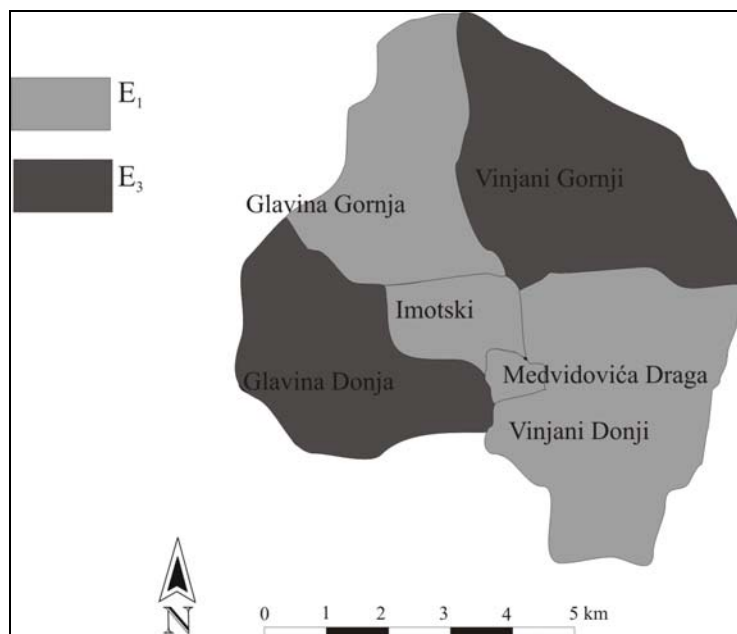 E₁
E₃
Vinjani Gornji
Glavina Gornja
Imotski
Medvidovića Draga
Glavina Donja
Vinjani Donji
N
0 1 2 3 4 5 km